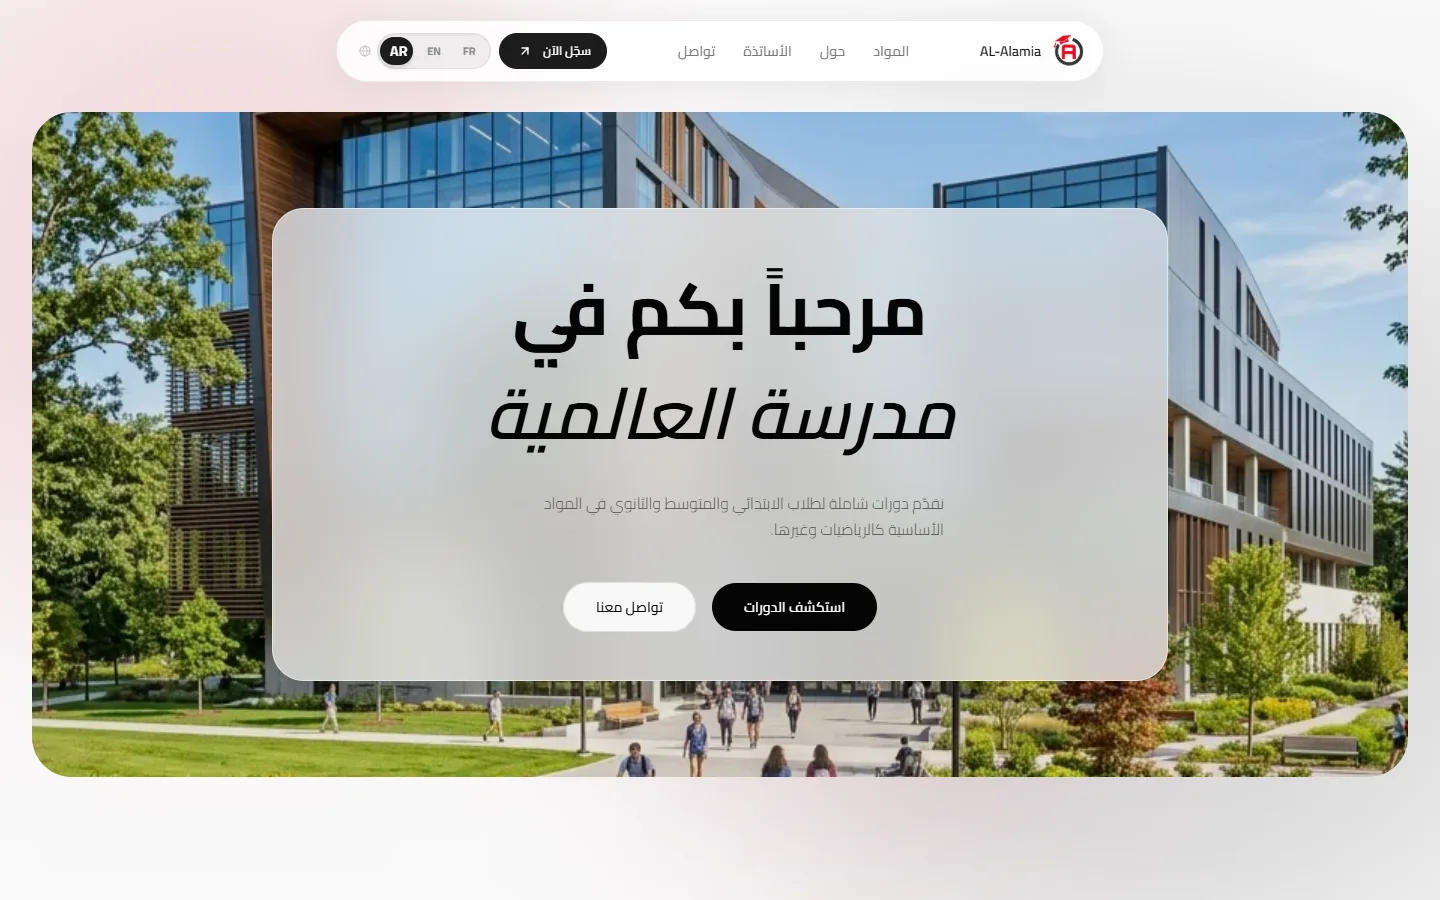 AL-Alamia
المواد
حول
الأساتذة
تواصل
سجّل الآن
FR
EN
AR
مرحباً بكم في
مدرسة العالمية
نقدّم دورات شاملة لطلاب الابتدائي والمتوسط والثانوي في المواد
الأساسية كالرياضيات وغيرها.
استكشف الدورات
تواصل معنا